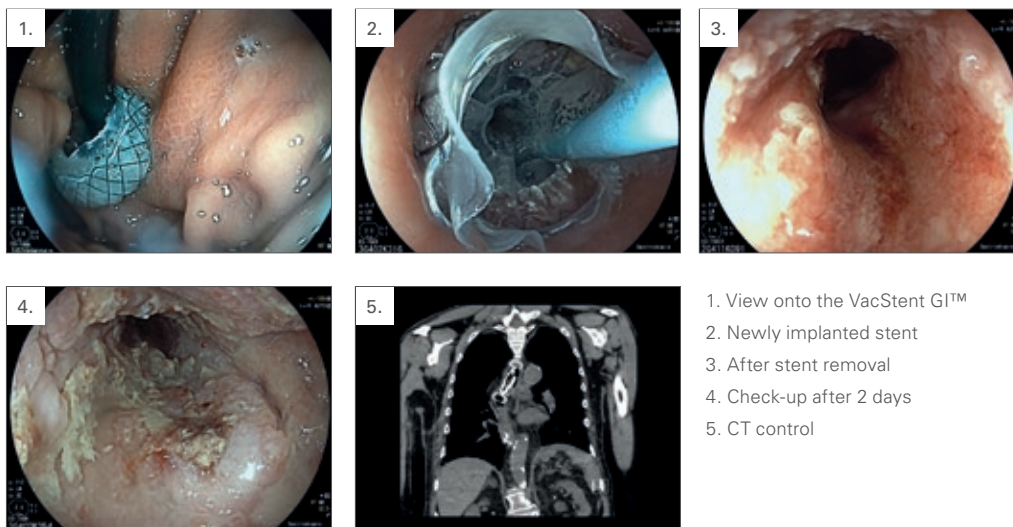 1.
2.
3.
4.
5.
1. View onto the VacStent GI™
2. Newly implanted stent
3. After stent removal
4. Check-up after 2 days
5. CT control